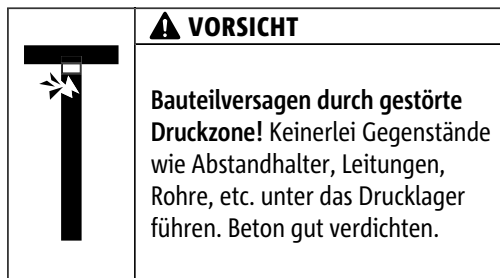 VORSICHT
Bauteilversagen durch gestörte
Druckzone! Keinerlei Gegenstände
wie Abstandhalter, Leitungen,
Rohre, etc. unter das Drucklager
führen. Beton gut verdichten.